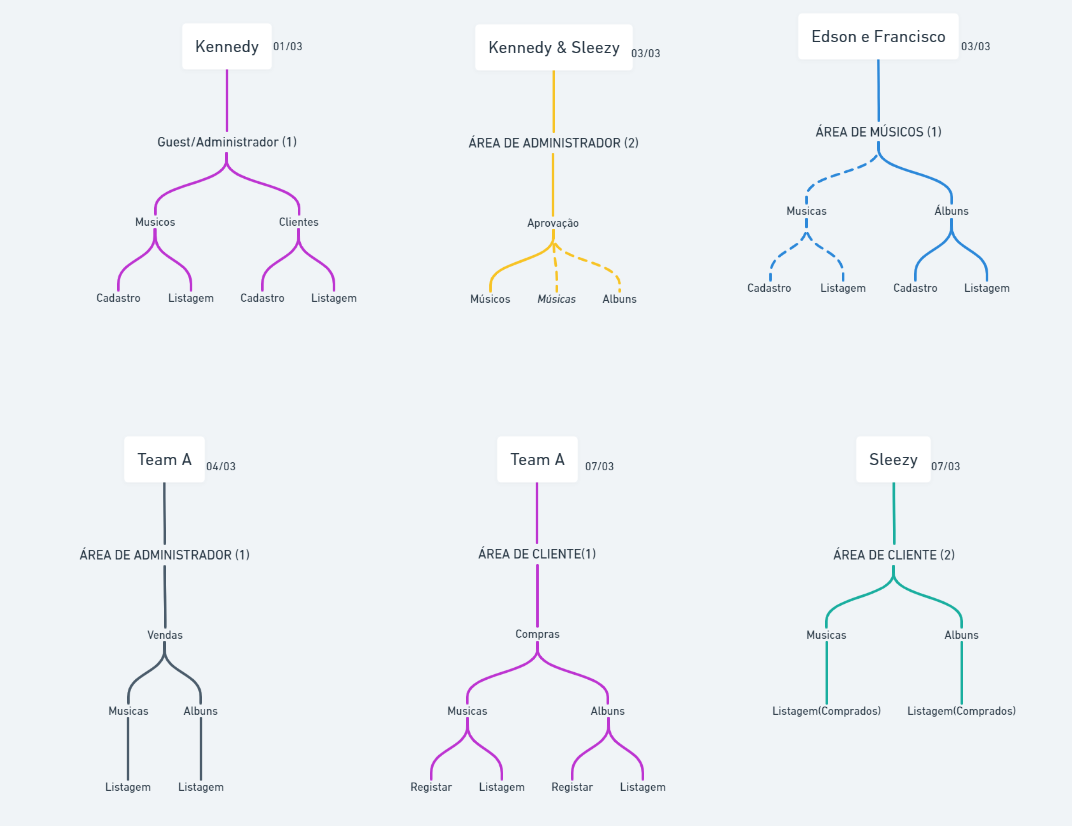 Kennedy 01/03
Guest/Administrador (1)
Musicos Clientes
Cadastro Listagem Cadastro Listagem
Kennedy & Sleezy 03/03
ÁREA DE ADMINISTRADOR (2)
Aprovação
Músicos Músicas Albuns
Edson e Francisco 03/03
ÁREA DE MÚSICOS (1)
Musicas Álbuns
Cadastro Listagem Cadastro Listagem
Team A 04/03
ÁREA DE ADMINISTRADOR (1)
Vendas
Musicas Albuns
Listagem Listagem
Team A 07/03
ÁREA DE CLIENTE(1)
Compras
Musicas Albuns
Registar Listagem Registar Listagem
Sleezy 07/03
ÁREA DE CLIENTE (2)
Musicas Albuns
Listagem(Comprados) Listagem(Comprados)